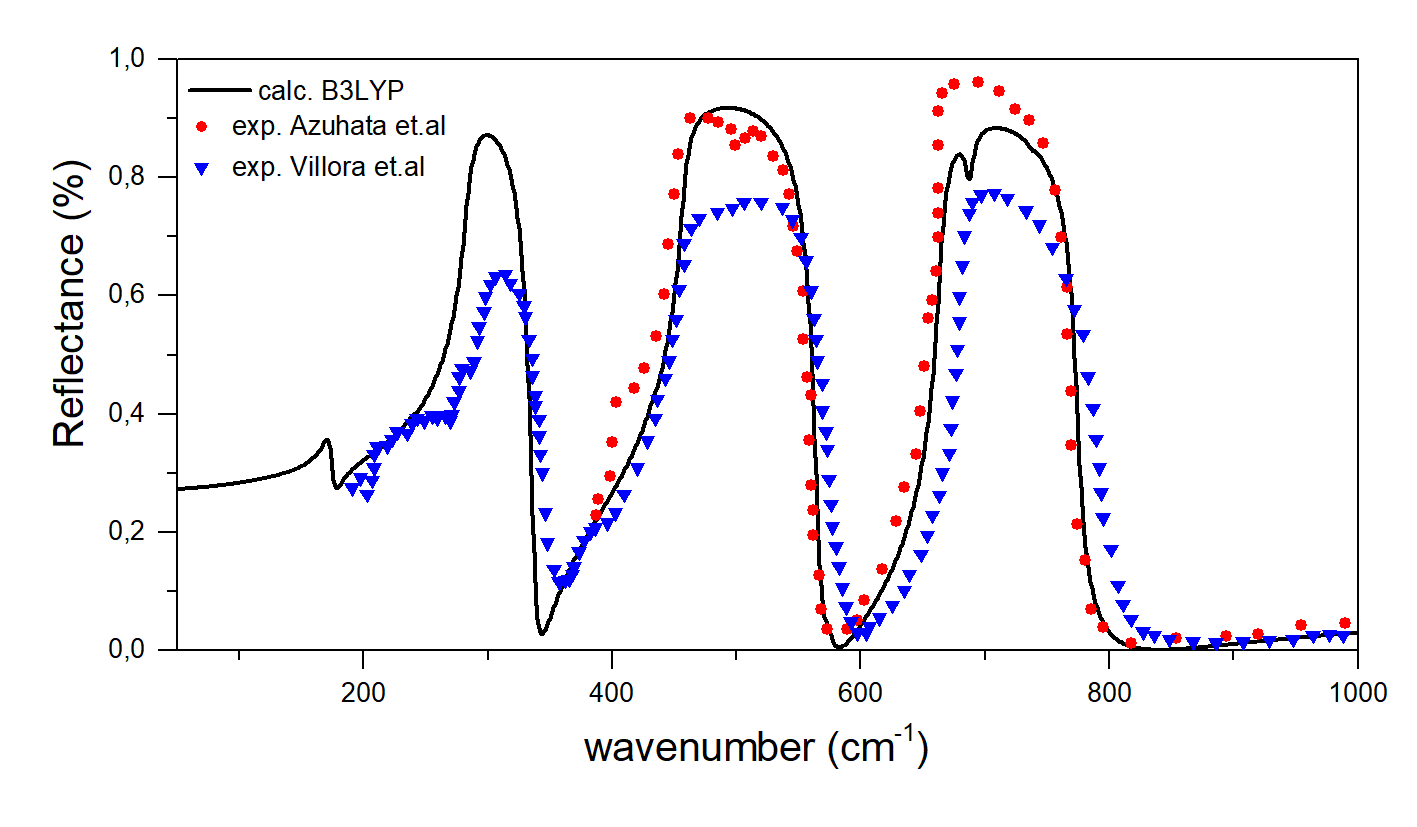 1,0
0,8
0,6
0,4
0,2
0,0
Reflectance (%)
calc. B3LYP
exp. Azuhata et.al
exp. Villora et.al
200 400 600 800 1000
wavenumber (cm-1)